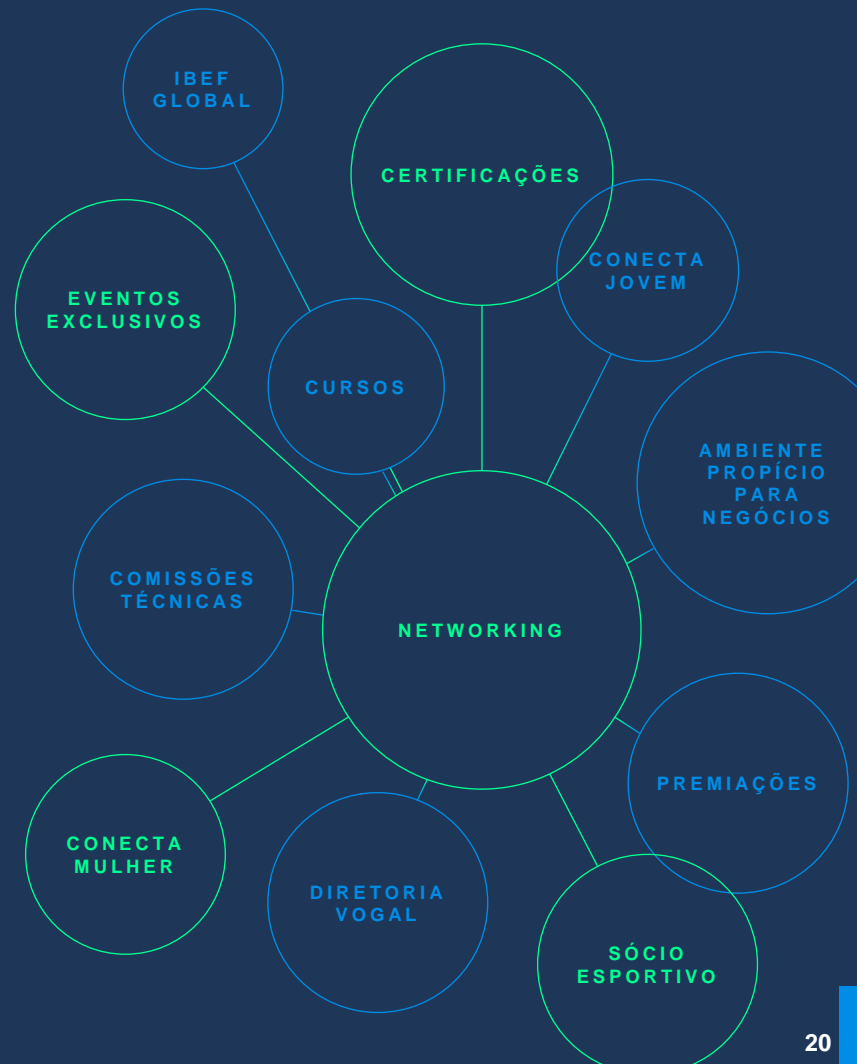 IBEF
GLOBAL
CERTIFICAÇÕES
CONECTA
JOVEM
EVENTOS
EXCLUSIVOS
CURSOS
AMBIENTE
PROPÍCIO
PARA
NEGÓCIOS
COMISSÕES
TÉCNICAS
NETWORKING
PREMIAÇÕES
CONECTA
MULHER
DIRETORIA
VOGAL
SÓCIO
ESPORTIVO
20